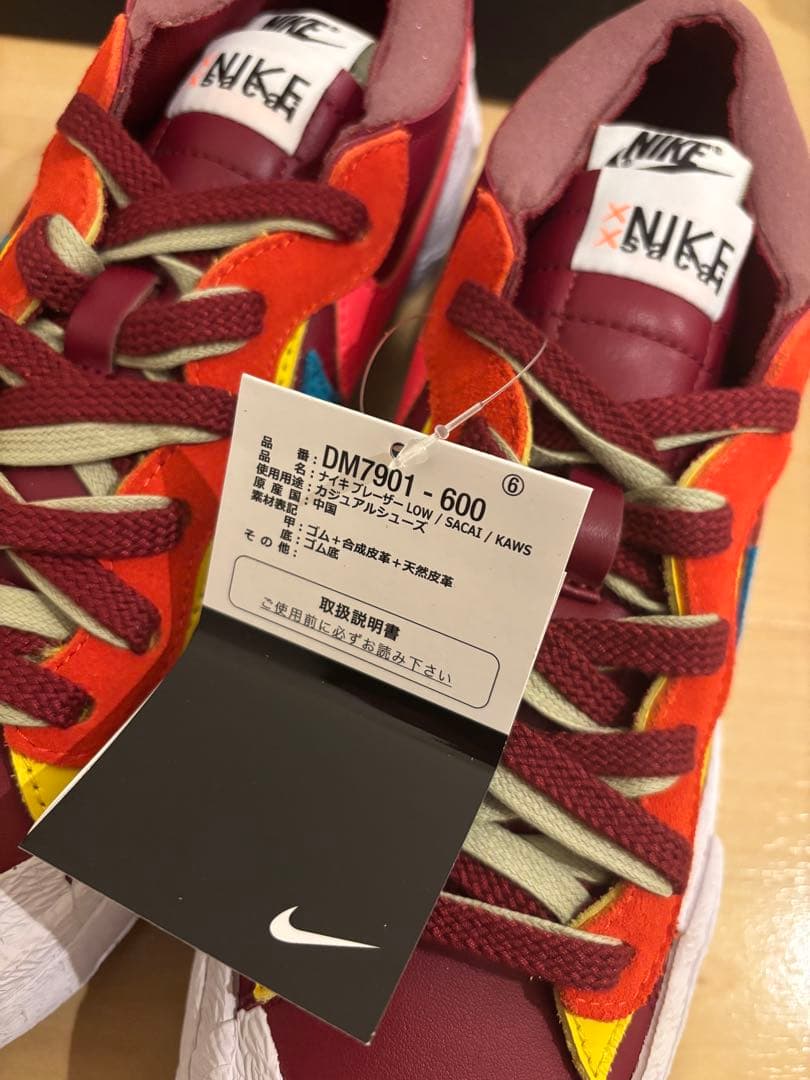 NIKE
NIKE
sacai
NIKE
NIKE
sacai
⑥
品番：DM7901 - 600
品名：ナイキ ブレーザー LOW / SACAI / KAWS
使用用途：カジュアルシューズ
原産国：中国
素材表記：
甲：ゴム＋合成皮革＋天然皮革
底：ゴム底
その他：
取扱説明書
ご使用前に必ずお読み下さい